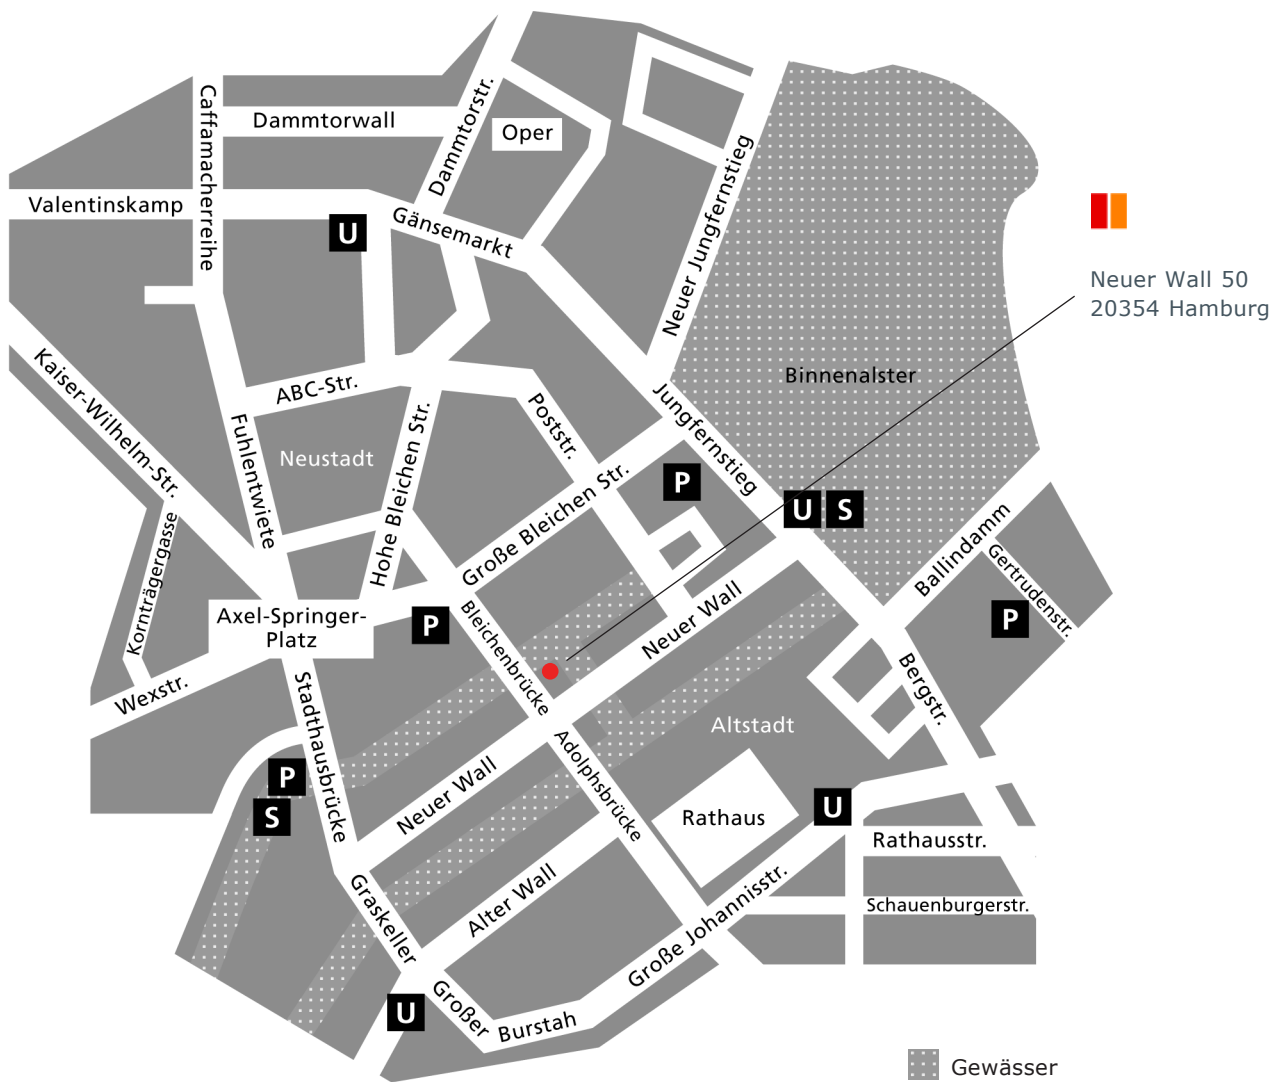 Caffamacherreihe
Dammtorwall
Dammtorstr.
Oper
Valentinskamp
Gänsemarkt
U
Neuer Jungfernstieg
Neuer Wall 50
20354 Hamburg
Kaiser-Wilhelm-Str.
ABC-Str.
Binnenalster
Fuhlentwiete
Neustadt
Hohe Bleichen Str.
Poststr.
Jungfernstieg
Große Bleichen Str.
P
U
S
Kornträgergasse
Ballindamm
Gertrudenstr.
P
Axel-Springer-
Platz
P
Bleichenbrücke
Neuer Wall
Wexstr.
Stadthausbrücke
Bergstr.
Altstadt
P
S
Neuer Wall
Adolphsbrücke
Rathaus
U
Rathausstr.
Graskeller
Alter Wall
Schauenburgerstr.
Große Johannisstr.
U
Großer
Burstah
Gewässer